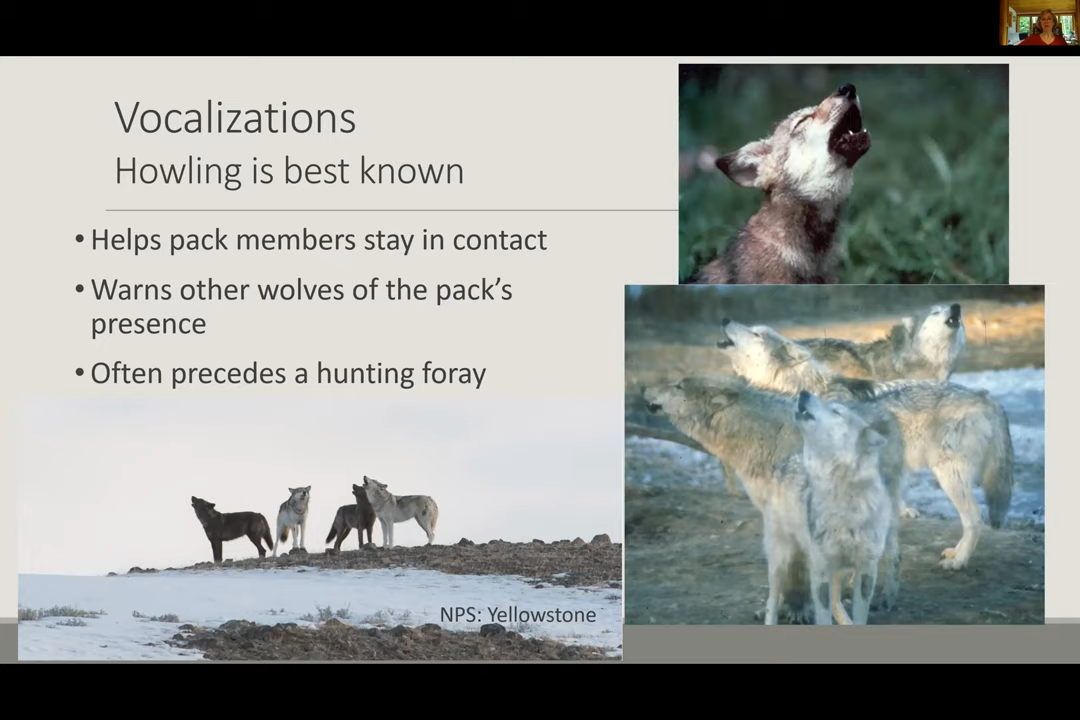 Vocalizations
Howling is best known
• Helps pack members stay in contact
• Warns other wolves of the pack’s
presence
• Often precedes a hunting foray
NPS: Yellowstone